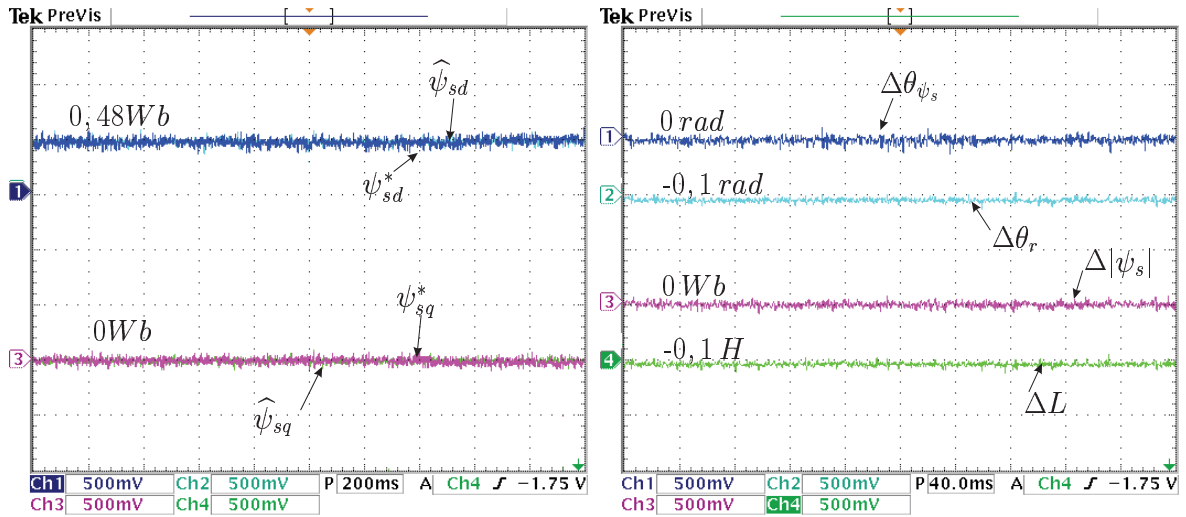 Tek PreVis
ψ̂sd
0,48Wb
1
ψ*sd
ψ*sq
0Wb
3
ψ̂sq
Ch1 500mV Ch2 500mV P 200ms A Ch4 ∫ −1.75 V
Ch3 500mV Ch4 500mV
Tek PreVis
Δθψs
0 rad
1
-0,1 rad
2
Δθr
Δ|ψs|
0 Wb
3
-0,1 H
4
ΔL
Ch1 500mV Ch2 500mV P 40.0ms A Ch4 ∫ −1.75 V
Ch3 500mV Ch4 500mV